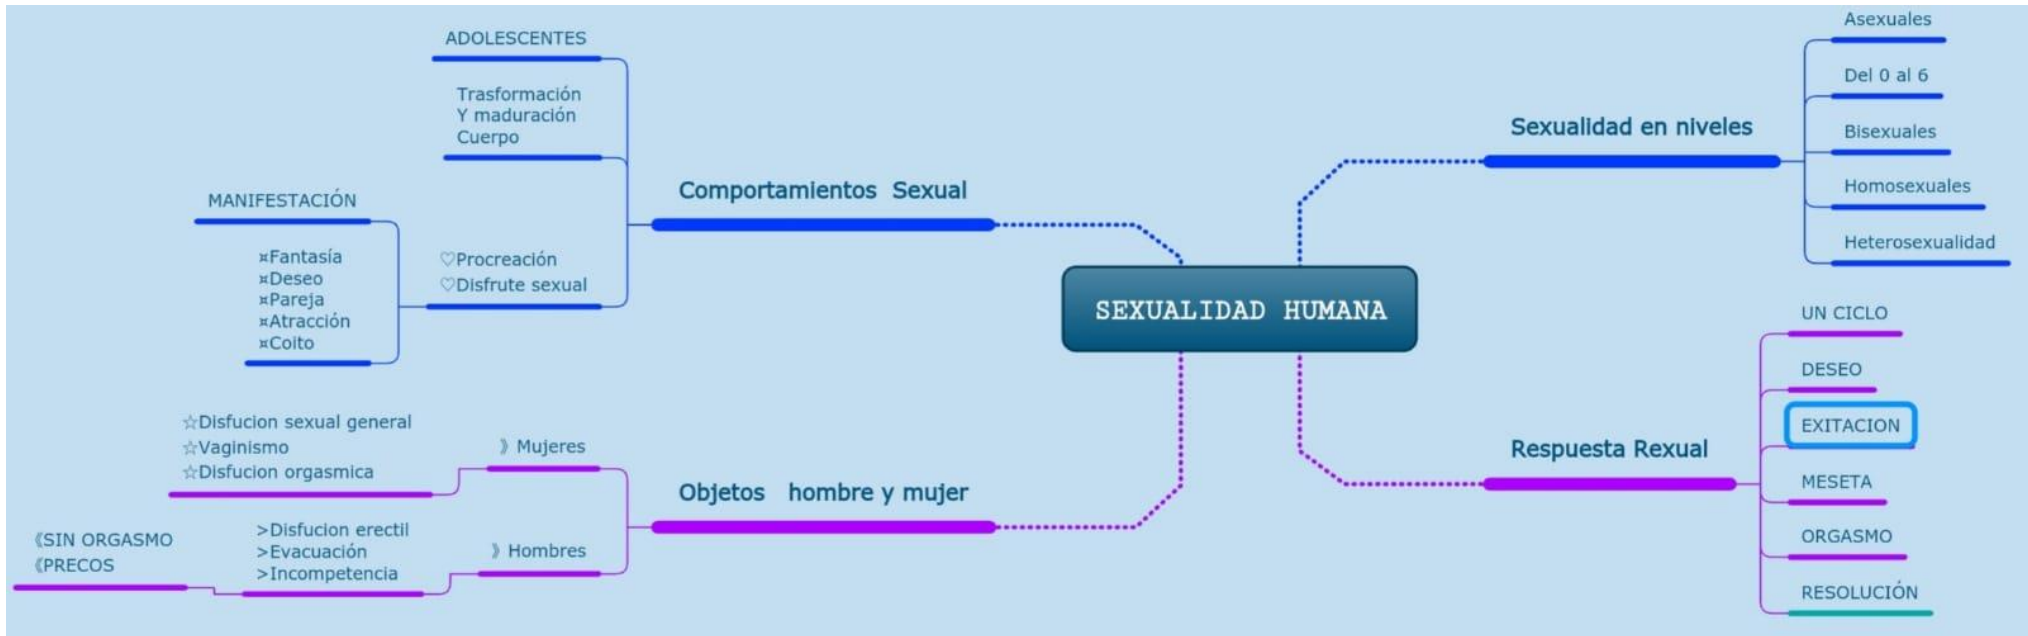 SEXUALIDAD HUMANA
Comportamientos Sexual
ADOLESCENTES
Trasformación
Y maduración
Cuerpo
♡Procreación
♡Disfrute sexual
MANIFESTACIÓN
¤Fantasía
¤Deseo
¤Pareja
¤Atracción
¤Coito
Objetos hombre y mujer
》Mujeres
☆Disfucion sexual general
☆Vaginismo
☆Disfucion orgasmica
》Hombres
>Disfucion erectil
>Evacuación
>Incompetencia
《SIN ORGASMO
《PRECOS
Sexualidad en niveles
Asexuales
Del 0 al 6
Bisexuales
Homosexuales
Heterosexualidad
Respuesta Rexual
UN CICLO
DESEO
EXITACION
MESETA
ORGASMO
RESOLUCIÓN